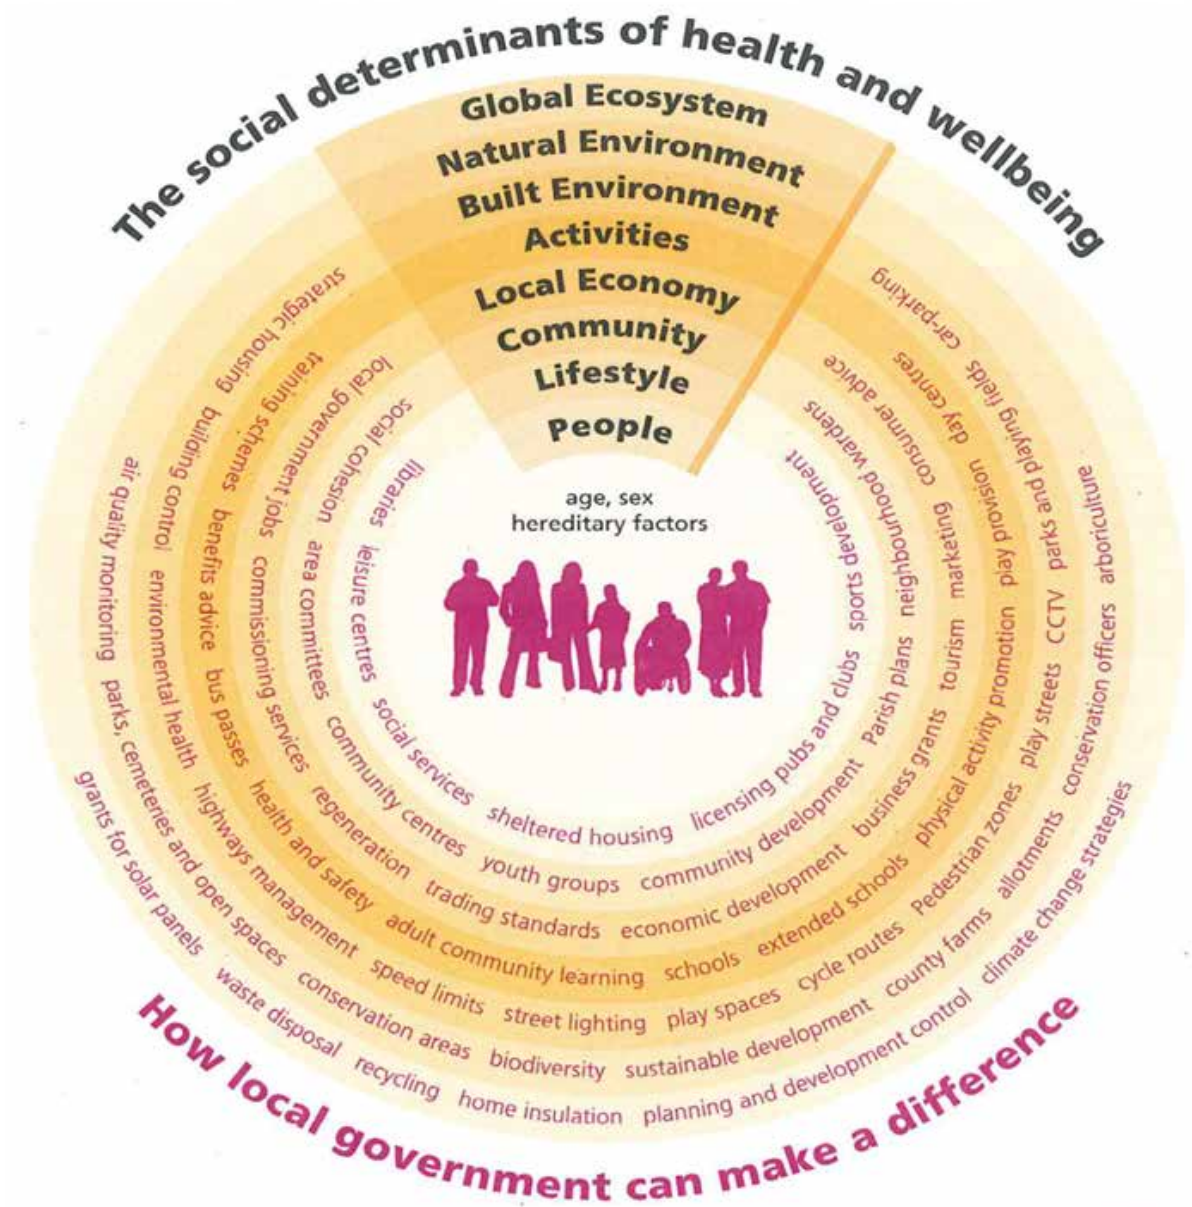 The social determinants of health and wellbeing
Global Ecosystem
Natural Environment
Built Environment
Activities
Local Economy
Community
Lifestyle
People
age, sex
hereditary factors
libraries leisure centres social services sheltered housing licensing pubs and clubs sports development
social cohesion area committees community centres youth groups community development Parish plans neighbourhood wardens
local government jobs commissioning services regeneration trading standards economic development business grants tourism marketing consumer advice
training schemes benefits advice bus passes health and safety adult community learning schools extended schools physical activity promotion play provision day centres
strategic housing building control environmental health highways management speed limits street lighting play spaces cycle routes Pedestrian zones play streets CCTV parks and playing fields car-parking
air quality monitoring parks, cemeteries and open spaces conservation areas biodiversity sustainable development county farms allotments conservation officers arboriculture
grants for solar panels waste disposal recycling home insulation planning and development control climate change strategies
How local government can make a difference